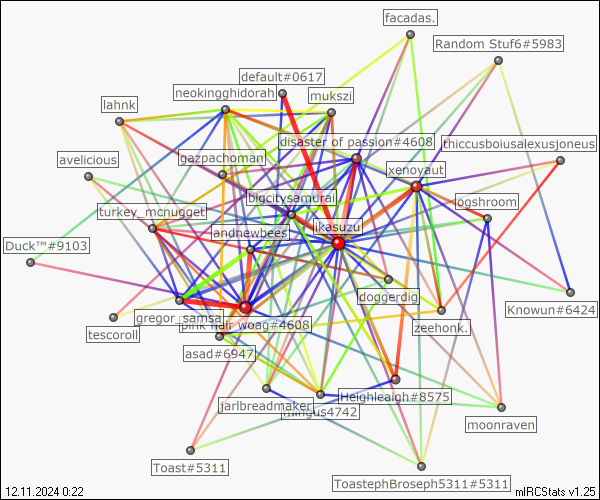 facadas.
Random Stuf6#5983
default#0617
neokingghidorah
mukszi
lahnk
disaster of passion#4608
thiccusboiusalexusjoneus
gazpachoman
avelicious
xenoyaut
bigcitysamurai
turkey_mcnugget
ogshroom
ikasuzu
andnewbees
Duck™#9103
doggerdig
Knowun#6424
gregor_samsa
tescoroll
pink hair woag#4608
zeehonk.
asad#6947
Heighleaigh#8575
jarlbreadmaker
mingus4742
moonraven
Toast#5311
ToastephBroseph5311#5311
12.11.2024 0:22
mIRCStats v1.25